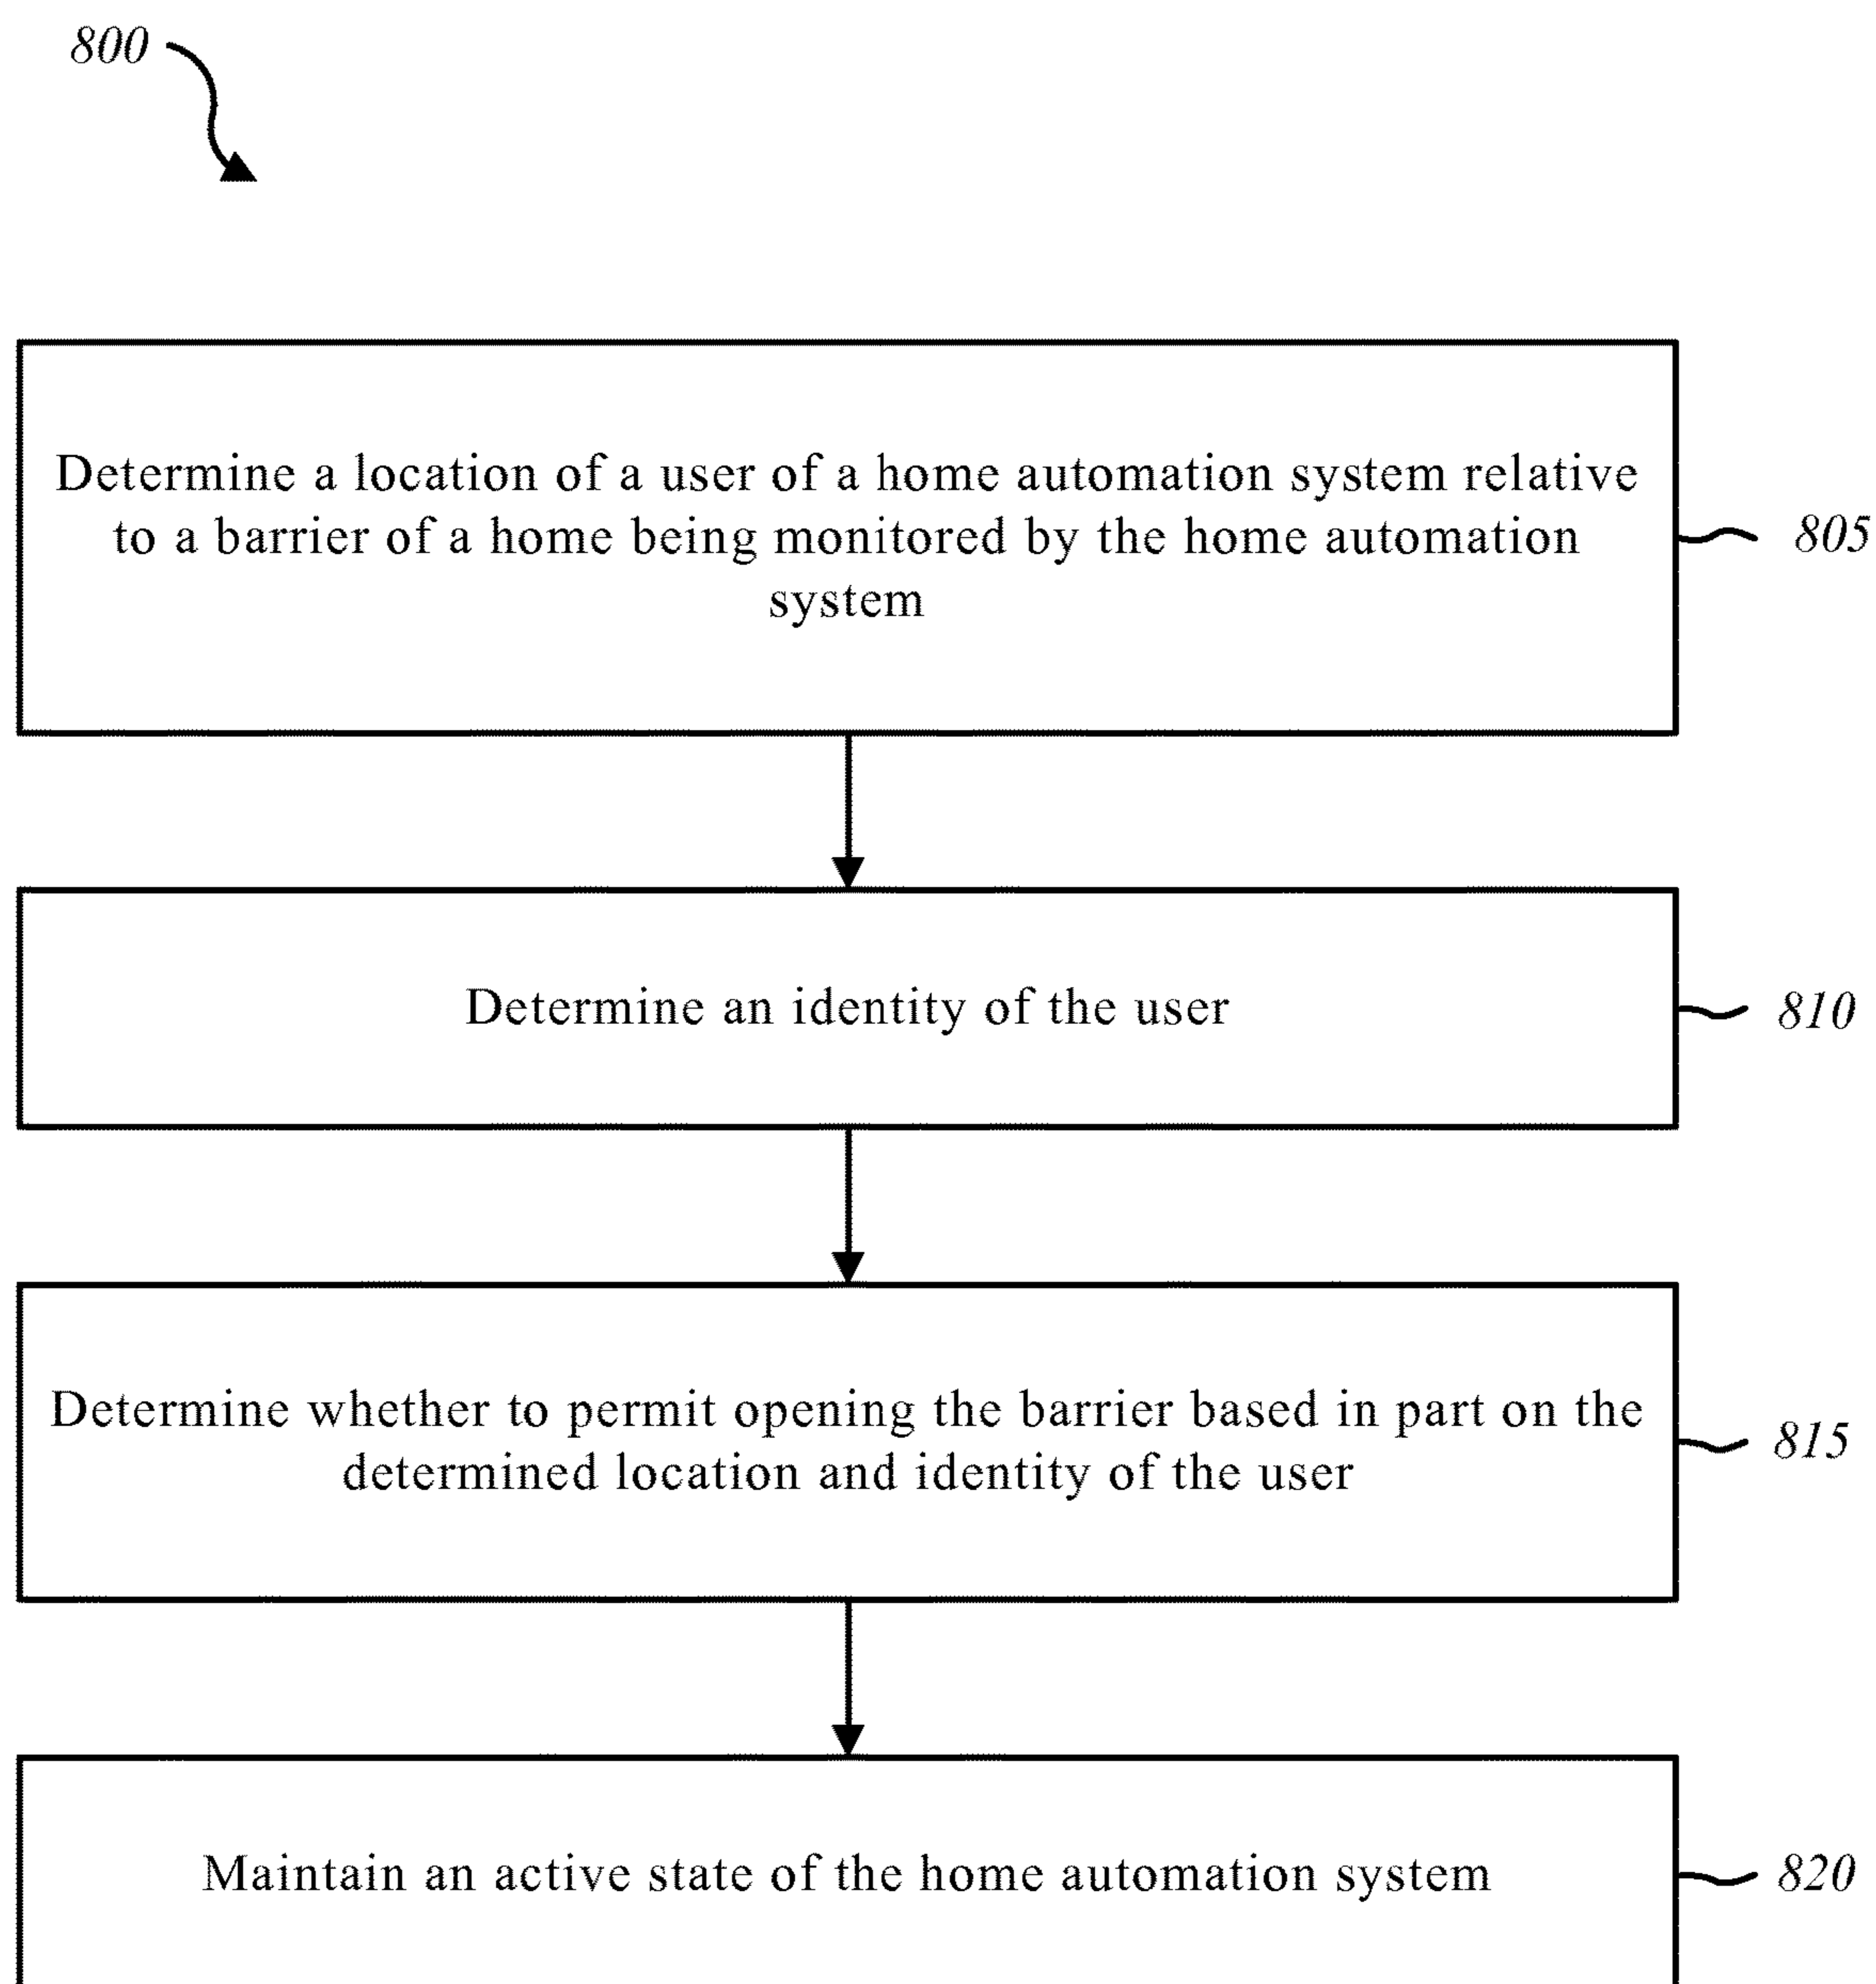 800
Determine a location of a user of a home automation system relative
to a barrier of a home being monitored by the home automation
system
805
Determine an identity of the user
810
Determine whether to permit opening the barrier based in part on the
determined location and identity of the user
815
Maintain an active state of the home automation system
820